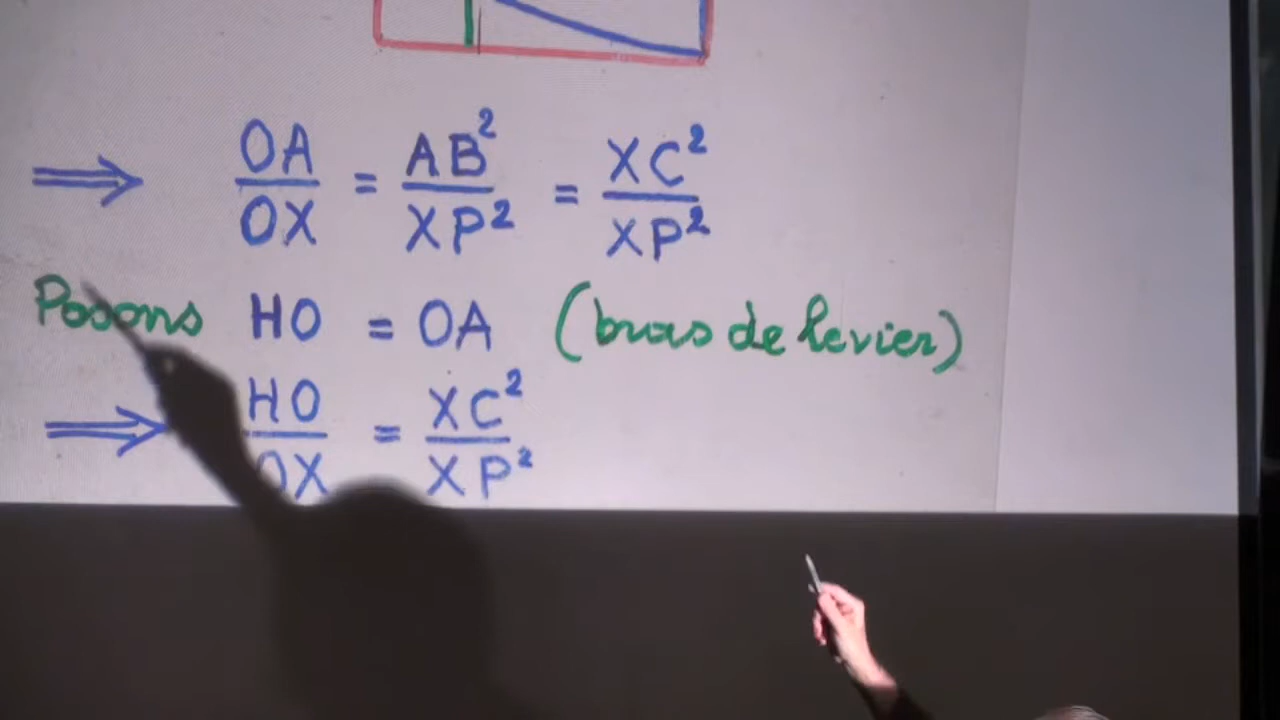 ⟹ OA/OX = AB²/XP² = XC²/XP²
Posons HO = OA (bras de levier)
⟹ HO/OX = XC²/XP²